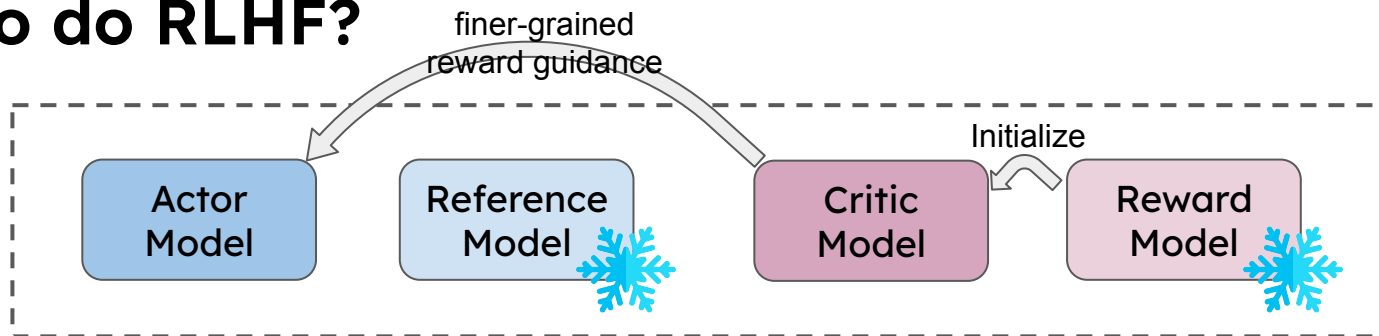 o do RLHF?
finer-grained
reward guidance
Initialize
Actor
Model
Reference
Model
Critic
Model
Reward
Model